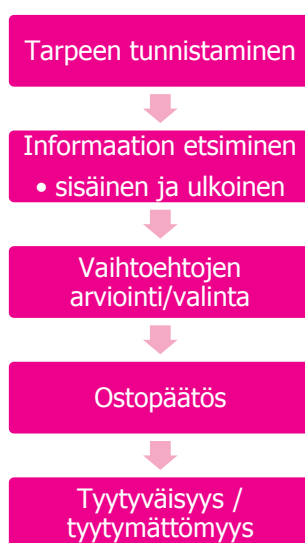 Tarpeen tunnistaminen
Informaation etsiminen
• sisäinen ja ulkoinen
Vaihtoehtojen
arviointi/valinta
Ostopäätös
Tyytyväisyys /
tyytymättömyys